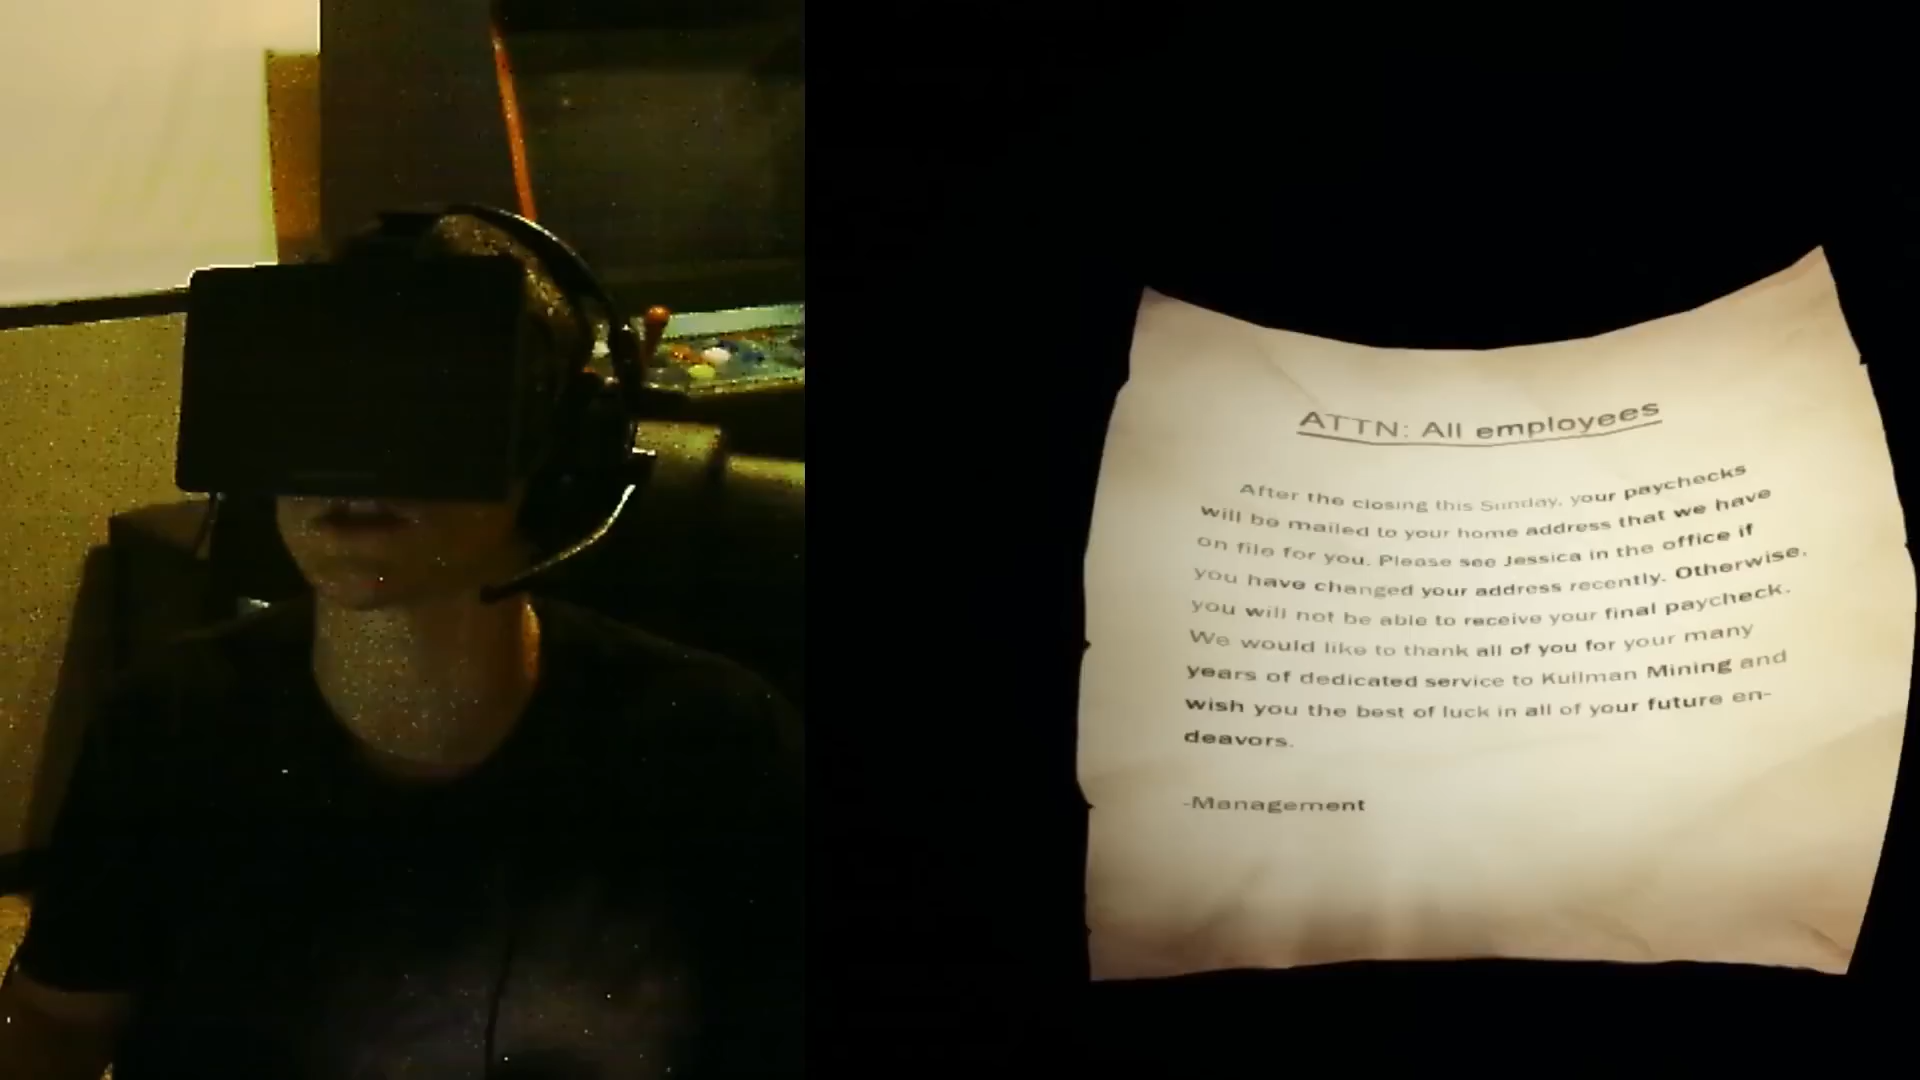 ATTN: All employees
After the closing this Sunday, your paychecks
will be mailed to your home address that we have
on file for you. Please see Jessica in the office if
you have changed your address recently. Otherwise,
you will not be able to receive your final paycheck.
We would like to thank all of you for your many
years of dedicated service to Kullman Mining and
wish you the best of luck in all of your future en-
deavors.
-Management